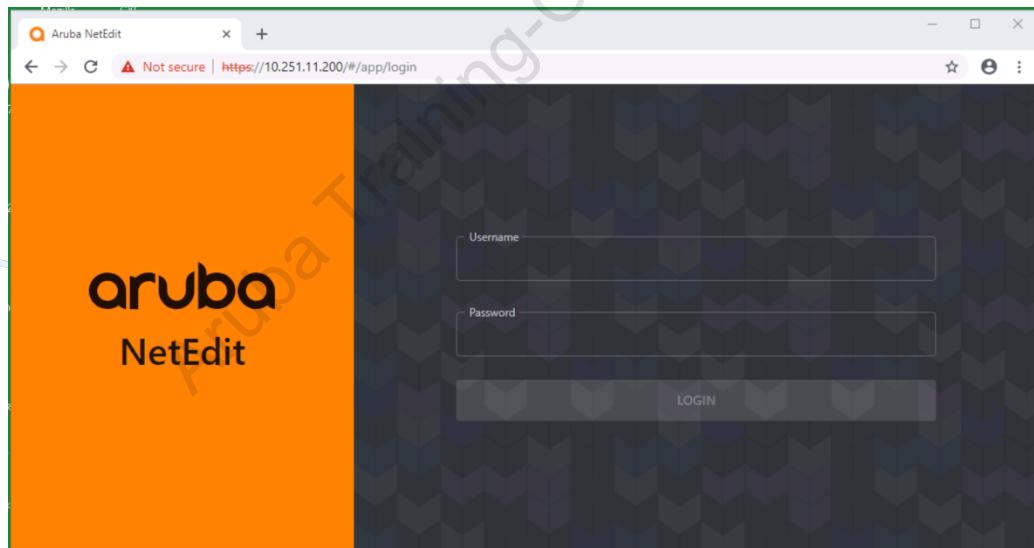 Aruba NetEdit
Not secure | https://10.251.11.200/#/app/login
aruba
NetEdit
Username
Password
LOGIN
Aruba Training-